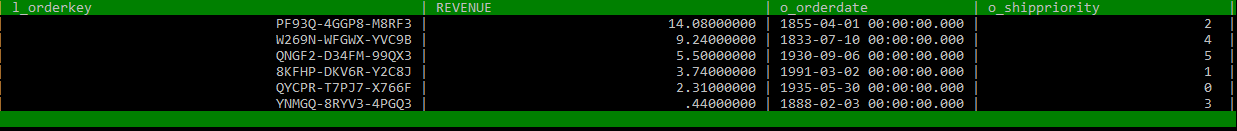 | l_orderkey | REVENUE | o_orderdate | o_shippriority |
| PF93Q-4GGP8-M8RF3 | 14.08000000 | 1855-04-01 00:00:00.000 | 2 |
| W269N-WFGWX-YVC9B | 9.24000000 | 1833-07-10 00:00:00.000 | 4 |
| QNGF2-D34FM-99QX3 | 5.50000000 | 1930-09-06 00:00:00.000 | 5 |
| 8KFHP-DKV6R-Y2C8J | 3.74000000 | 1991-03-02 00:00:00.000 | 1 |
| QYCPR-T7PJ7-X766F | 2.31000000 | 1935-05-30 00:00:00.000 | 0 |
| YNMGQ-8RYV3-4PGQ3 | .44000000 | 1888-02-03 00:00:00.000 | 3 |